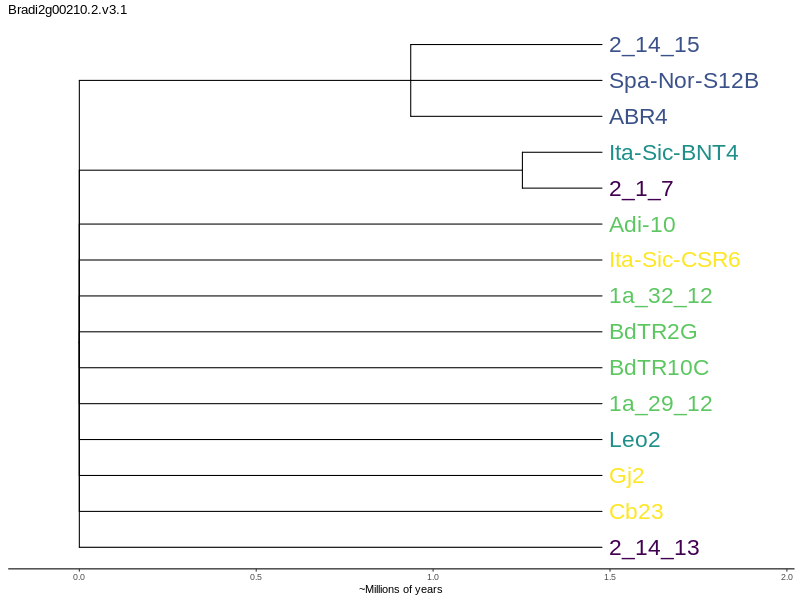 Bradi2g00210.2.v3.1
2_14_15
Spa-Nor-S12B
ABR4
Ita-Sic-BNT4
2_1_7
Adi-10
Ita-Sic-CSR6
1a_32_12
BdTR2G
BdTR10C
1a_29_12
Leo2
Gj2
Cb23
2_14_13
0.0 0.5 1.0 1.5 2.0
~Millions of years